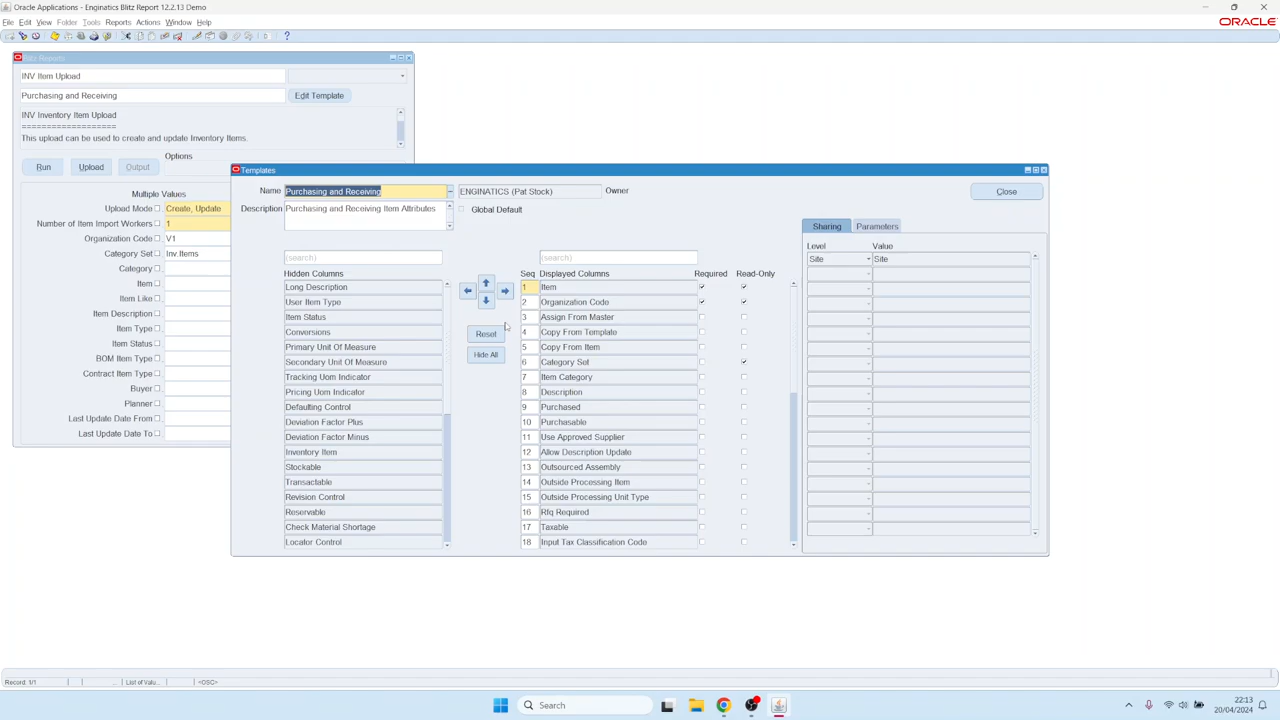 Oracle Applications - Enginatics Blitz Report 12.2.13 Demo
File Edit View Folder Tools Reports Actions Window Help
ORACLE
Blitz Reports
INV Item Upload
Purchasing and Receiving
Edit Template
INV Inventory Item Upload
====================
This upload can be used to create and update Inventory Items.
Options
Run Upload Output
Multiple Values
Upload Mode Create, Update
Number of Item Import Workers 1
Organization Code V1
Category Set Inv.Items
Category
Item
Item Like
Item Description
Item Type
Item Status
BOM Item Type
Contract Item Type
Buyer
Planner
Last Update Date From
Last Update Date To
Templates
Name Purchasing and Receiving ENGINATICS (Pat Stock) Owner
Close
Description Purchasing and Receiving Item Attributes Global Default
(search)
Hidden Columns
Long Description
User Item Type
Item Status
Conversions
Primary Unit Of Measure
Secondary Unit Of Measure
Tracking Uom Indicator
Pricing Uom Indicator
Defaulting Control
Deviation Factor Plus
Deviation Factor Minus
Inventory Item
Stockable
Transactable
Revision Control
Reservable
Check Material Shortage
Locator Control
Reset
Hide All
(search)
Seq Displayed Columns Required Read-Only
1 Item
2 Organization Code
3 Assign From Master
4 Copy From Template
5 Copy From Item
6 Category Set
7 Item Category
8 Description
9 Purchased
10 Purchasable
11 Use Approved Supplier
12 Allow Description Update
13 Outsourced Assembly
14 Outside Processing Item
15 Outside Processing Unit Type
16 Rfq Required
17 Taxable
18 Input Tax Classification Code
Sharing Parameters
Level Value
Site Site
Record: 1/1 ... List of Valu... <OSC>
Search
22:13
20/04/2024